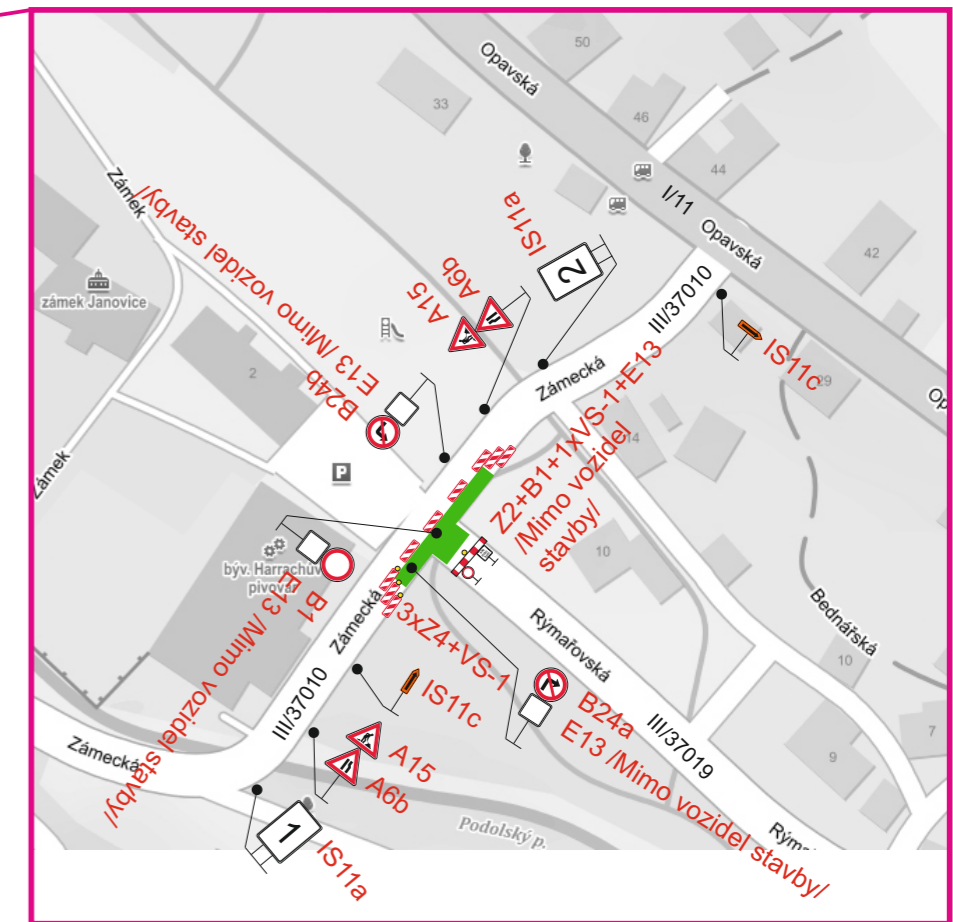 50
Opavská
33
46
44
I/11
Opavská
42
Zámek
IS11a
2
III/37010
A6b
A15
zámek Janovice
B24b
E13 /Mimo vozidel stavby/
2
Zámecká
IS11c
29
Z2+B1+1xVS-1+E13
/Mimo vozidel
stavby/
14
P
Zámek
10
býv. Harrachův
pivovar
B1
E13 /Mimo vozidel stavby/
Zámecká
3xZ4+VS-1
Rýmařovská
Bednářská
10
IS11c
III/37010
B24a
E13 /Mimo vozidel stavby/
III/37019
7
9
Zámecká
A15
A6b
1
IS11a
Podolský p.